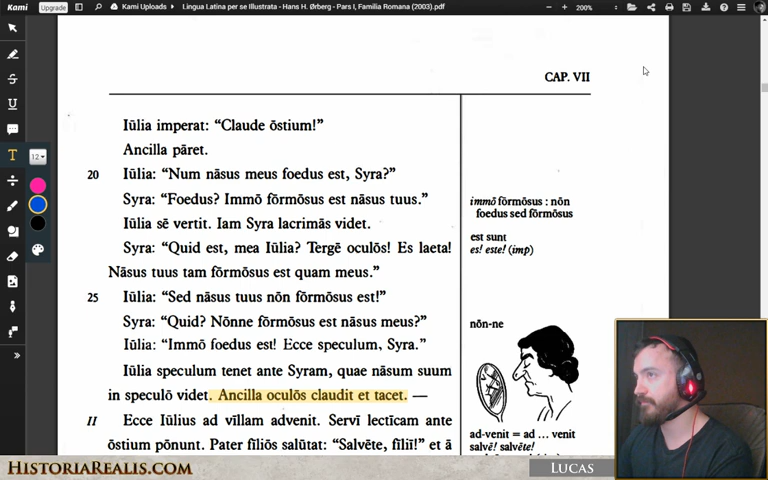 Kami
Upgrade
Kami Uploads
Lingua Latina per se Illustrata - Hans H. Ørberg - Pars I, Familia Romana (2003).pdf
200%
12
CAP. VII
Iūlia imperat: “Claude ōstium!”
Ancilla pāret.
20 Iūlia: “Num nāsus meus foedus est, Syra?”
Syra: “Foedus? Immō fōrmōsus est nāsus tuus.”
Iūlia sē vertit. Iam Syra lacrimās videt.
Syra: “Quid est, mea Iūlia? Tergē oculōs! Es laeta!
Nāsus tuus tam fōrmōsus est quam meus.”
25 Iūlia: “Sed nāsus tuus nōn fōrmōsus est!”
Syra: “Quid? Nōnne fōrmōsus est nāsus meus?”
Iūlia: “Immō foedus est! Ecce speculum, Syra.”
Iūlia speculum tenet ante Syram, quae nāsum suum
in speculō videt. Ancilla oculōs claudit et tacet. —
II Ecce Iūlius ad vīllam advenit. Servī lectīcam ante
ōstium pōnunt. Pater fīliōs salūtat: “Salvēte, fīliī!” et ā
immō fōrmōsus : nōn
foedus sed fōrmōsus
est sunt
es! este! (imp)
nōn-ne
ad-venit = ad ... venit
salvē! salvēte!
HistoriaRealis.com
Lucas